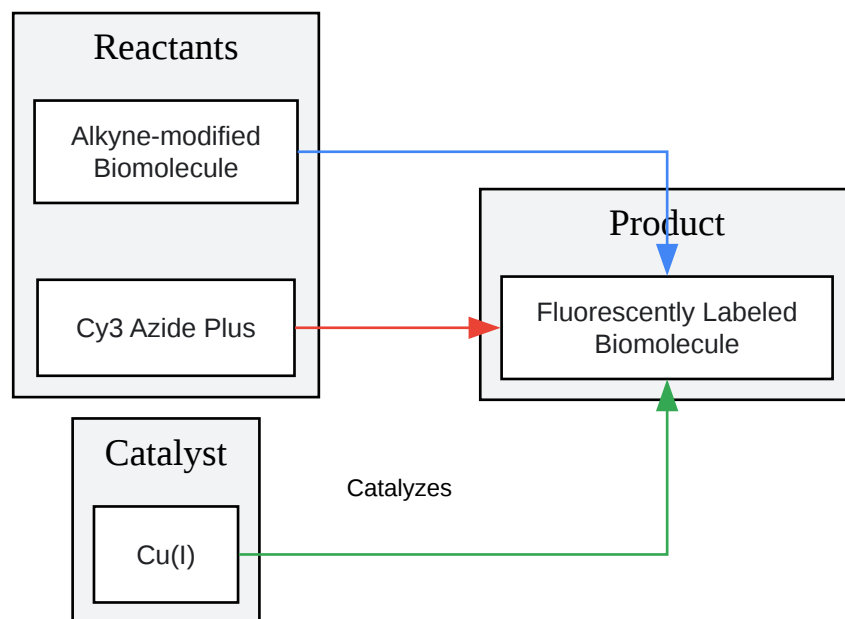 Reactants
Alkyne-modified
Biomolecule
Cy3 Azide Plus
Product
Fluorescently Labeled
Biomolecule
Catalyst
Cu(I)
Catalyzes